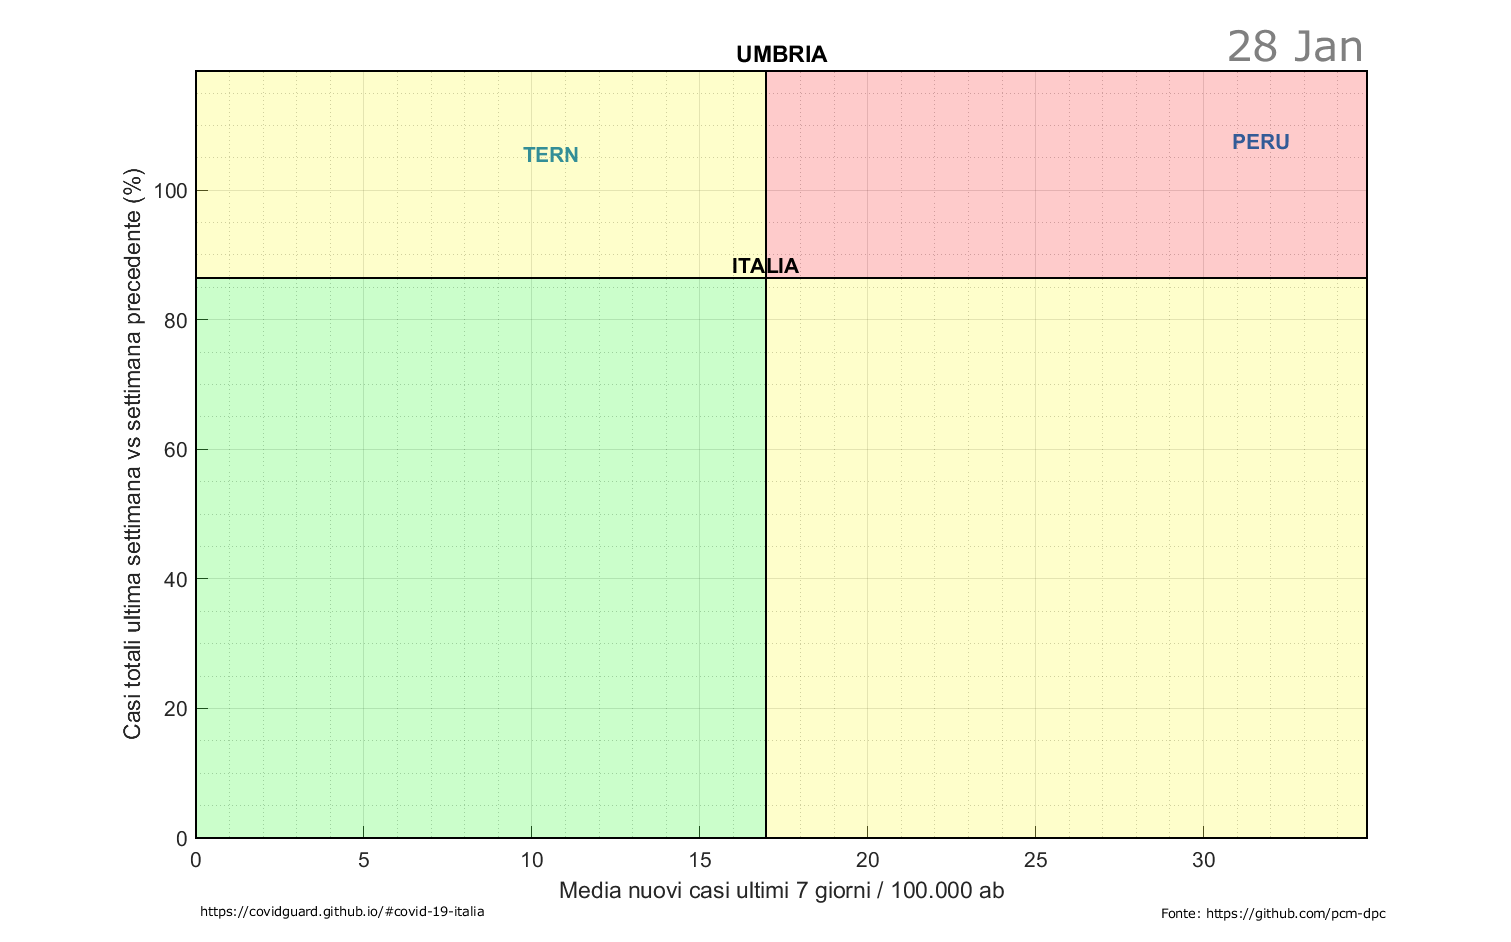 28 Jan
UMBRIA
TERN
PERU
ITALIA
Casi totali ultima settimana vs settimana precedente (%)
100
80
60
40
20
0
0 5 10 15 20 25 30
Media nuovi casi ultimi 7 giorni / 100.000 ab
https://covidguard.github.io/#covid-19-italia
Fonte: https://github.com/pcm-dpc